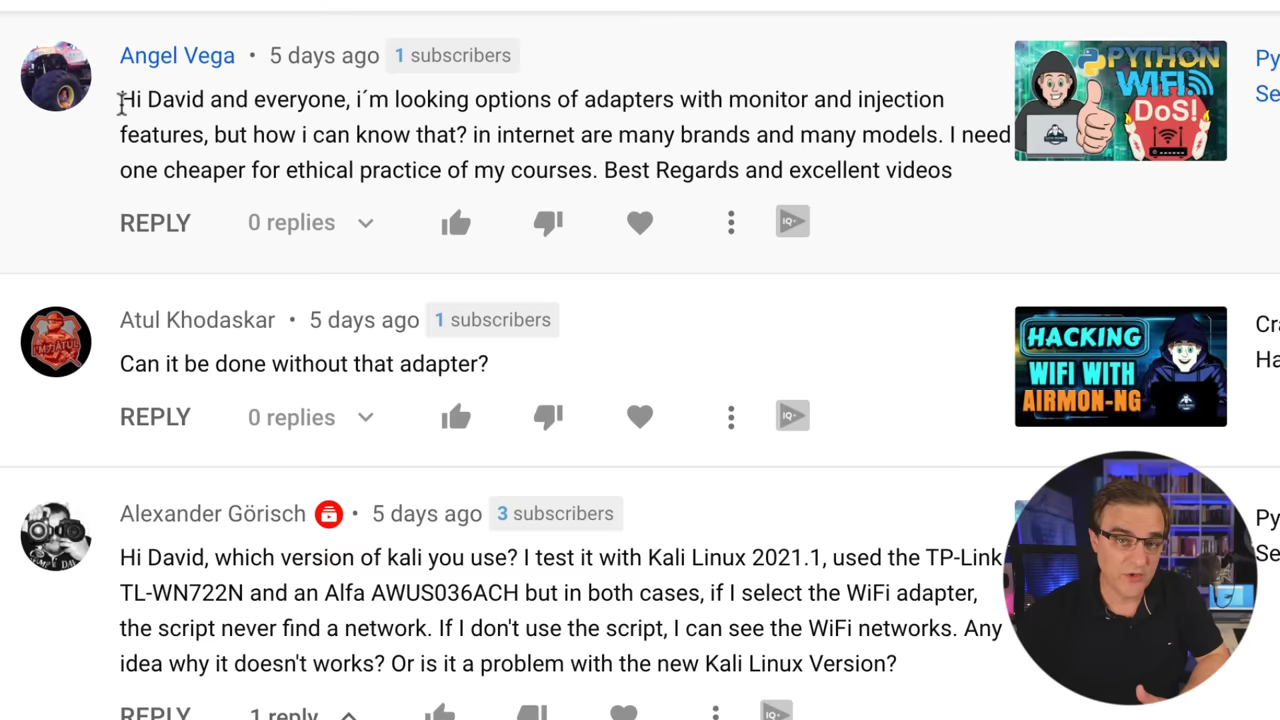 Angel Vega • 5 days ago 1 subscribers
Hi David and everyone, i´m looking options of adapters with monitor and injection
features, but how i can know that? in internet are many brands and many models. I need
one cheaper for ethical practice of my courses. Best Regards and excellent videos
REPLY 0 replies
IQ+
PYTHON
WIFI
DoS!
Py
Se
Atul Khodaskar • 5 days ago 1 subscribers
Can it be done without that adapter?
REPLY 0 replies
IQ+
HACKING
WIFI WITH
AIRMON-NG
Cra
Ha
Alexander Görisch • 5 days ago 3 subscribers
Hi David, which version of kali you use? I test it with Kali Linux 2021.1, used the TP-Link
TL-WN722N and an Alfa AWUS036ACH but in both cases, if I select the WiFi adapter,
the script never find a network. If I don't use the script, I can see the WiFi networks. Any
idea why it doesn't works? Or is it a problem with the new Kali Linux Version?
Py
Se
REPLY 1 reply
IQ+